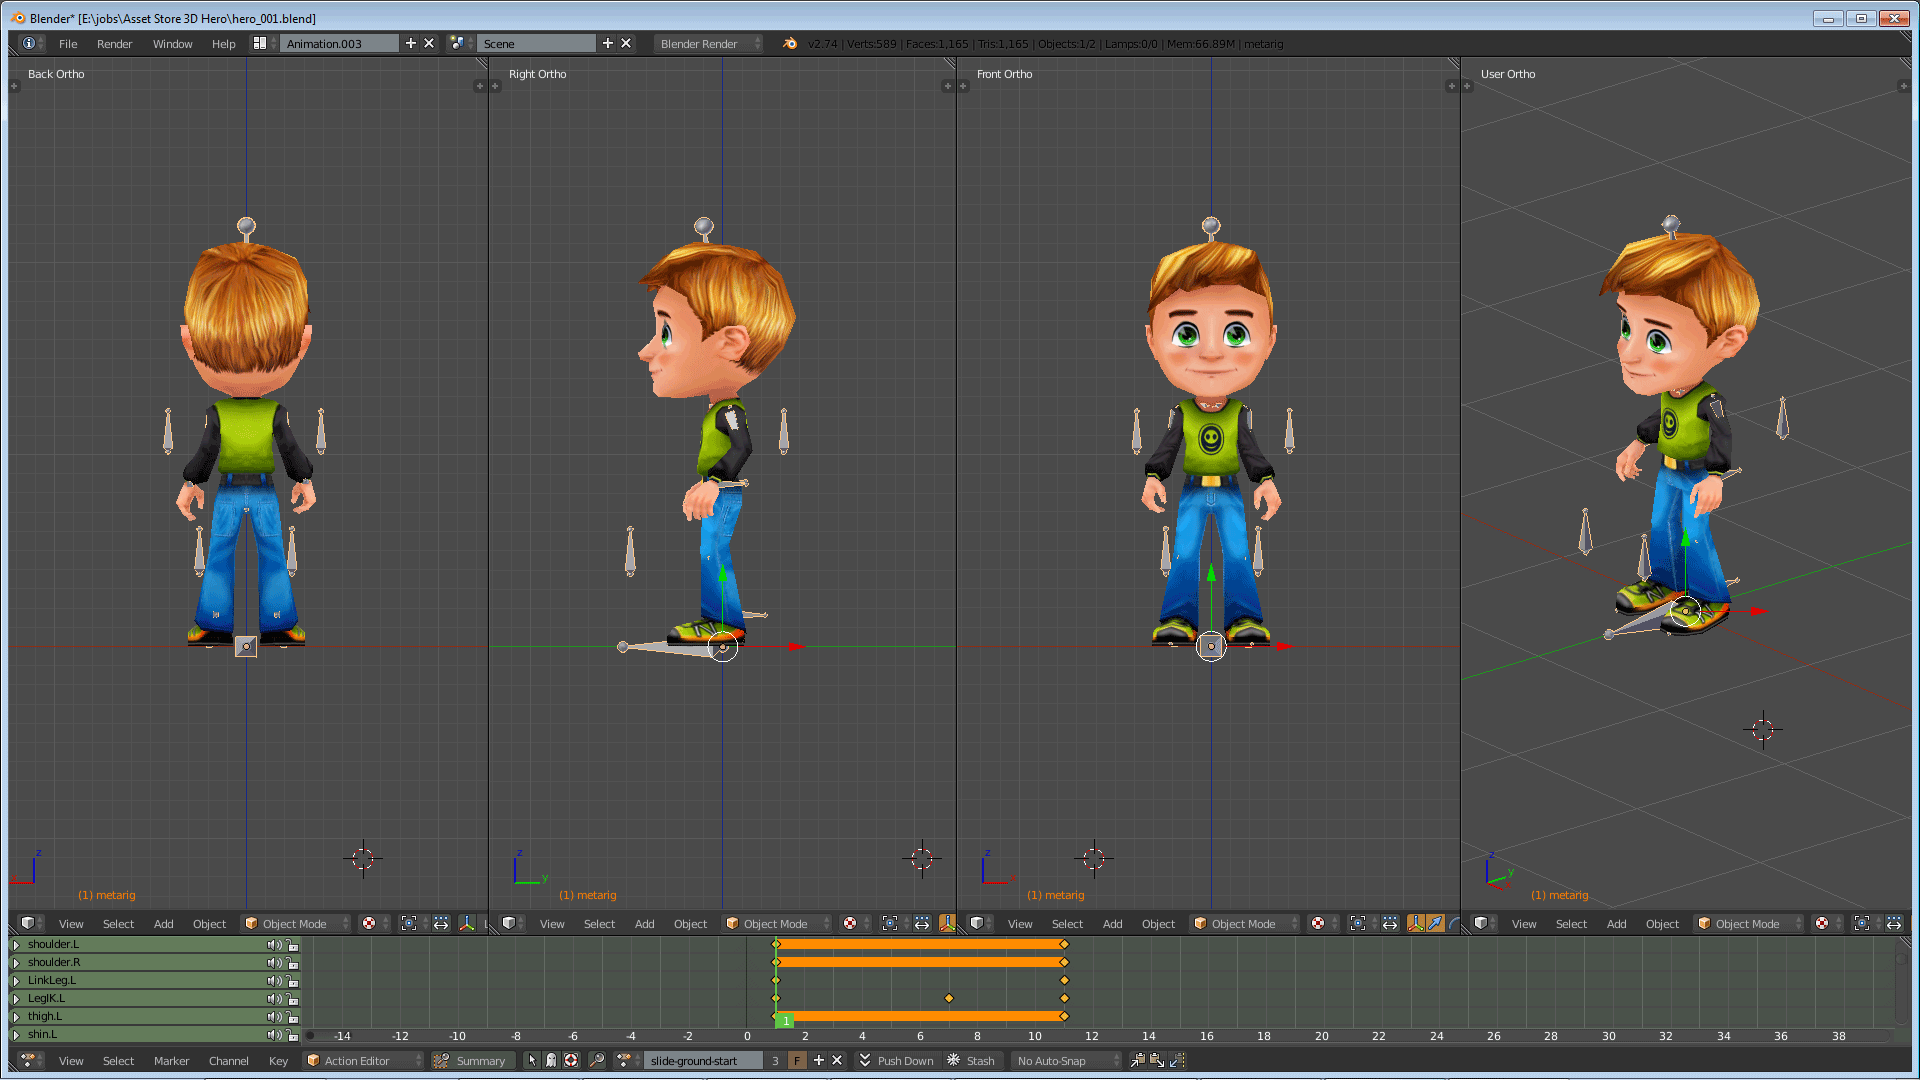 Blender* [E:\jobs\Asset Store 3D Hero\hero_001.blend]
File Render Window Help Animation.003 Scene Blender Render v2.74 | Verts:589 | Faces:1,165 | Tris:1,165 | Objects:1/2 | Lamps:0/0 | Mem:66.89M | metarig
Back Ortho Right Ortho Front Ortho User Ortho
z z y z x z y
(1) metarig (1) metarig (1) metarig (1) metarig
View Select Add Object Object Mode View Select Add Object Object Mode View Select Add Object Object Mode View Select Add Object Object Mode
shoulder.L
shoulder.R
LinkLeg.L
LegIK.L
thigh.L
1
shin.L
-14 -12 -10 -8 -6 -4 -2 0 2 4 6 8 10 12 14 16 18 20 22 24 26 28 30 32 34 36 38
View Select Marker Channel Key Action Editor Summary slide-ground-start 3 F Push Down Stash No Auto-Snap